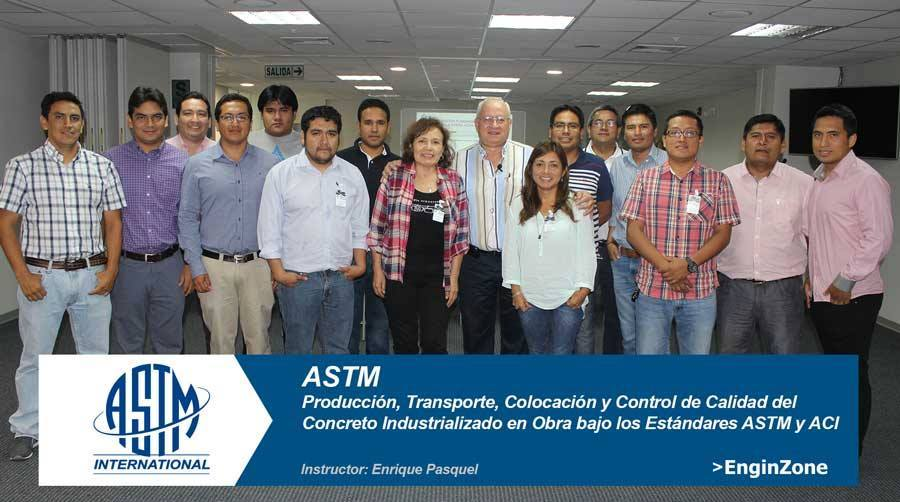 SALIDA
S
ASTM
INTERNATIONAL
ASTM
Producción, Transporte, Colocación y Control de Calidad del
Concreto Industrializado en Obra bajo los Estándares ASTM y ACI
Instructor: Enrique Pasquel
>EnginZone